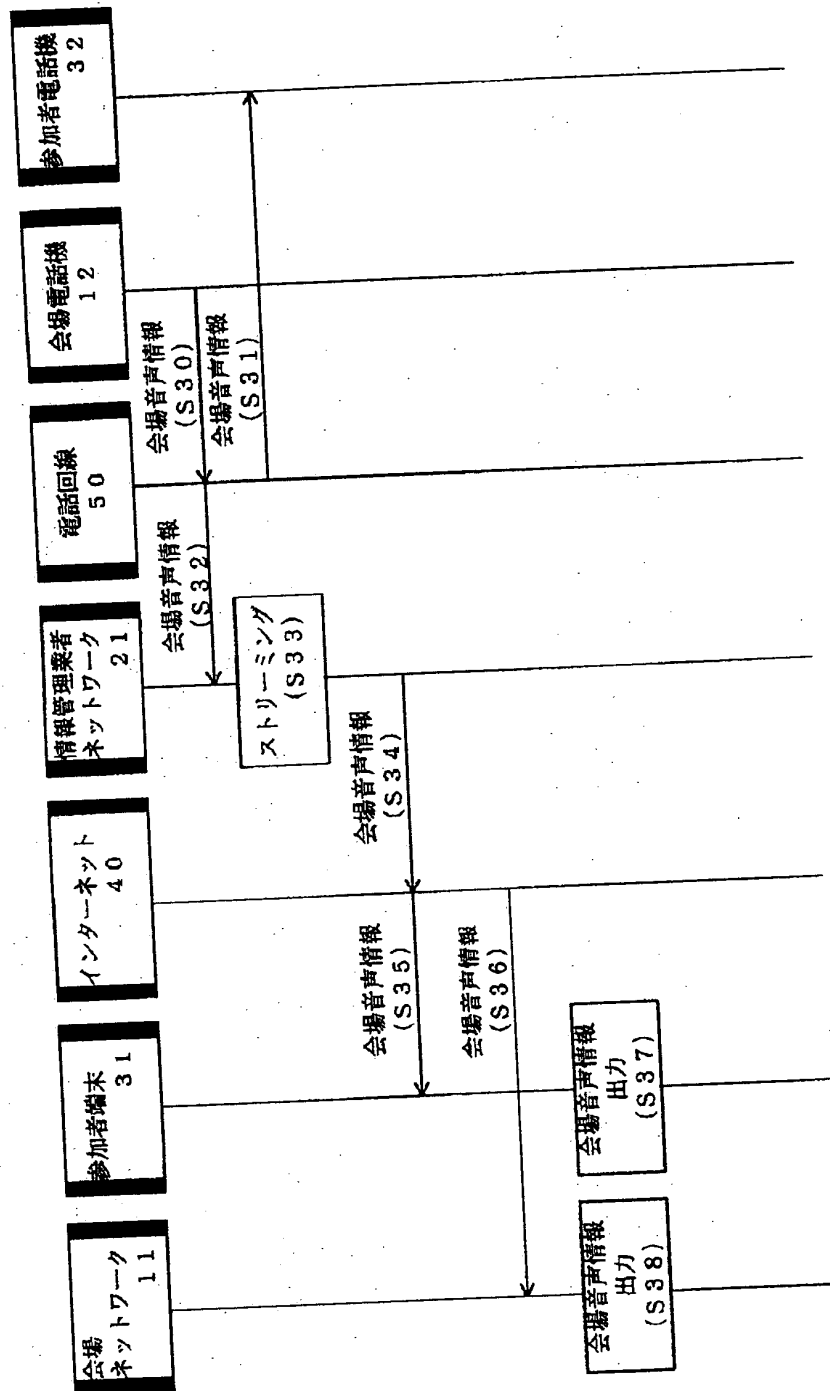 会場
ネットワーク
11
参加者端末
31
インターネット
40
情報管理業者
ネットワーク
21
電話回線
50
会場電話機
12
参加者電話機
32
会場音声情報
(S30)
会場音声情報
(S31)
会場音声情報
(S32)
ストリーミング
(S33)
会場音声情報
(S34)
会場音声情報
(S35)
会場音声情報
(S36)
会場音声情報
出力
(S37)
会場音声情報
出力
(S38)